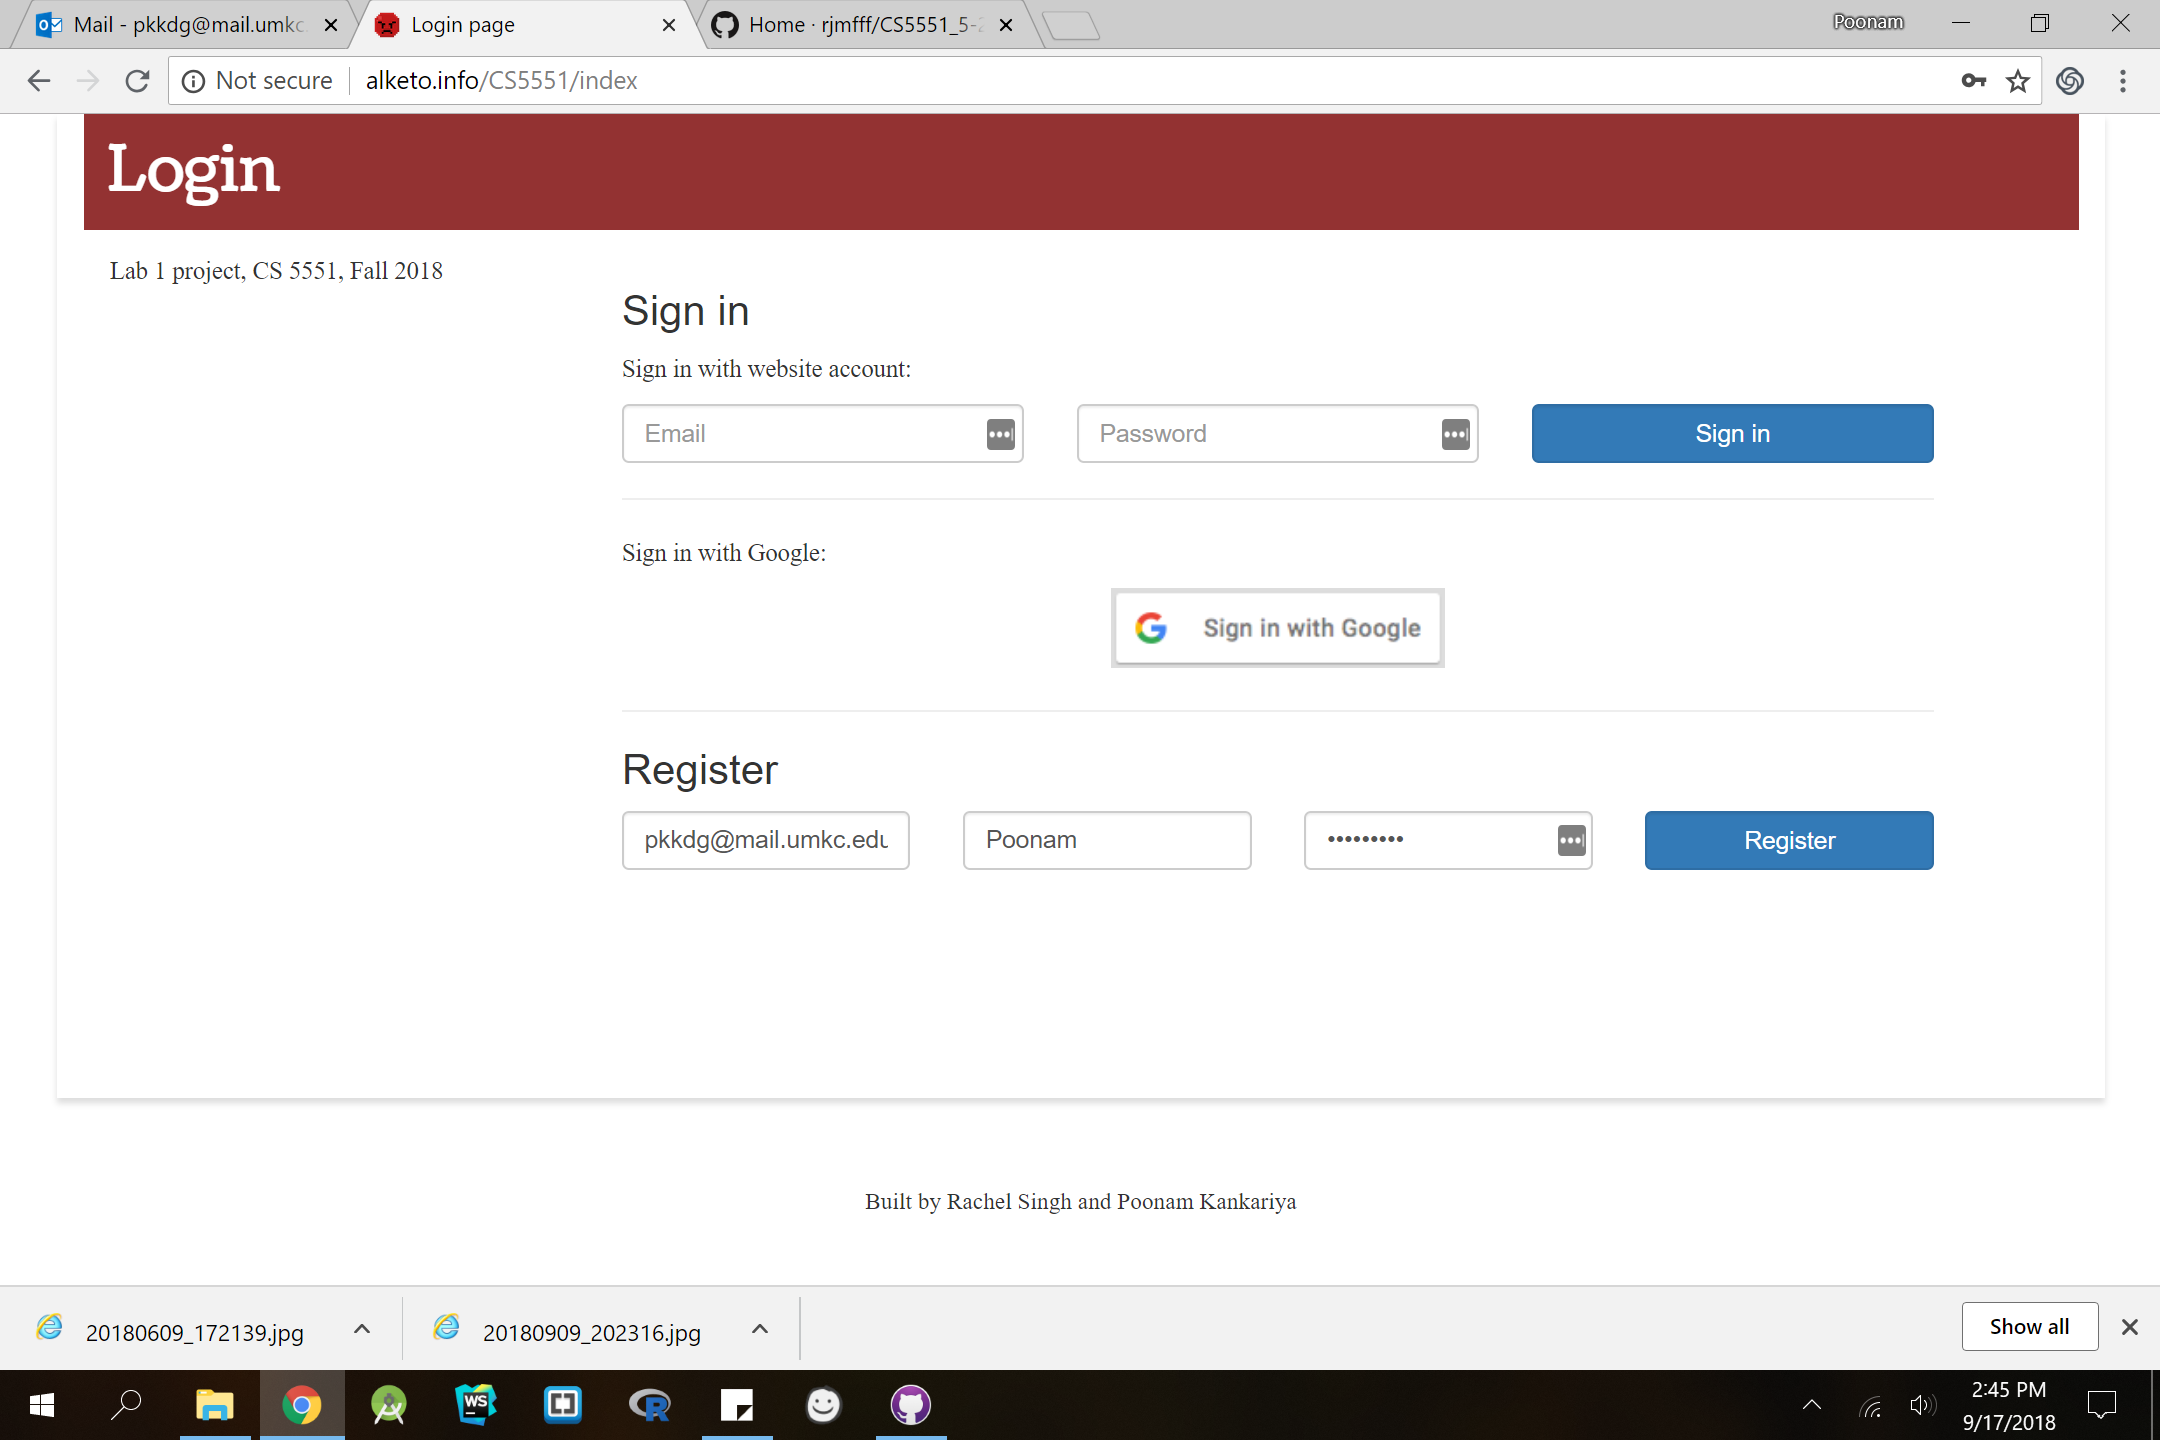 Mail - pkkdg@mail.umkc.
Login page
Home · rjmfff/CS5551_5-2
Poonam
Not secure
alketo.info/CS5551/index
Login
Lab 1 project, CS 5551, Fall 2018
Sign in
Sign in with website account:
Email
Password
Sign in
Sign in with Google:
Sign in with Google
Register
pkkdg@mail.umkc.edu
Poonam
•••••••••
Register
Built by Rachel Singh and Poonam Kankariya
20180609_172139.jpg
20180909_202316.jpg
Show all
WS
R
2:45 PM
9/17/2018